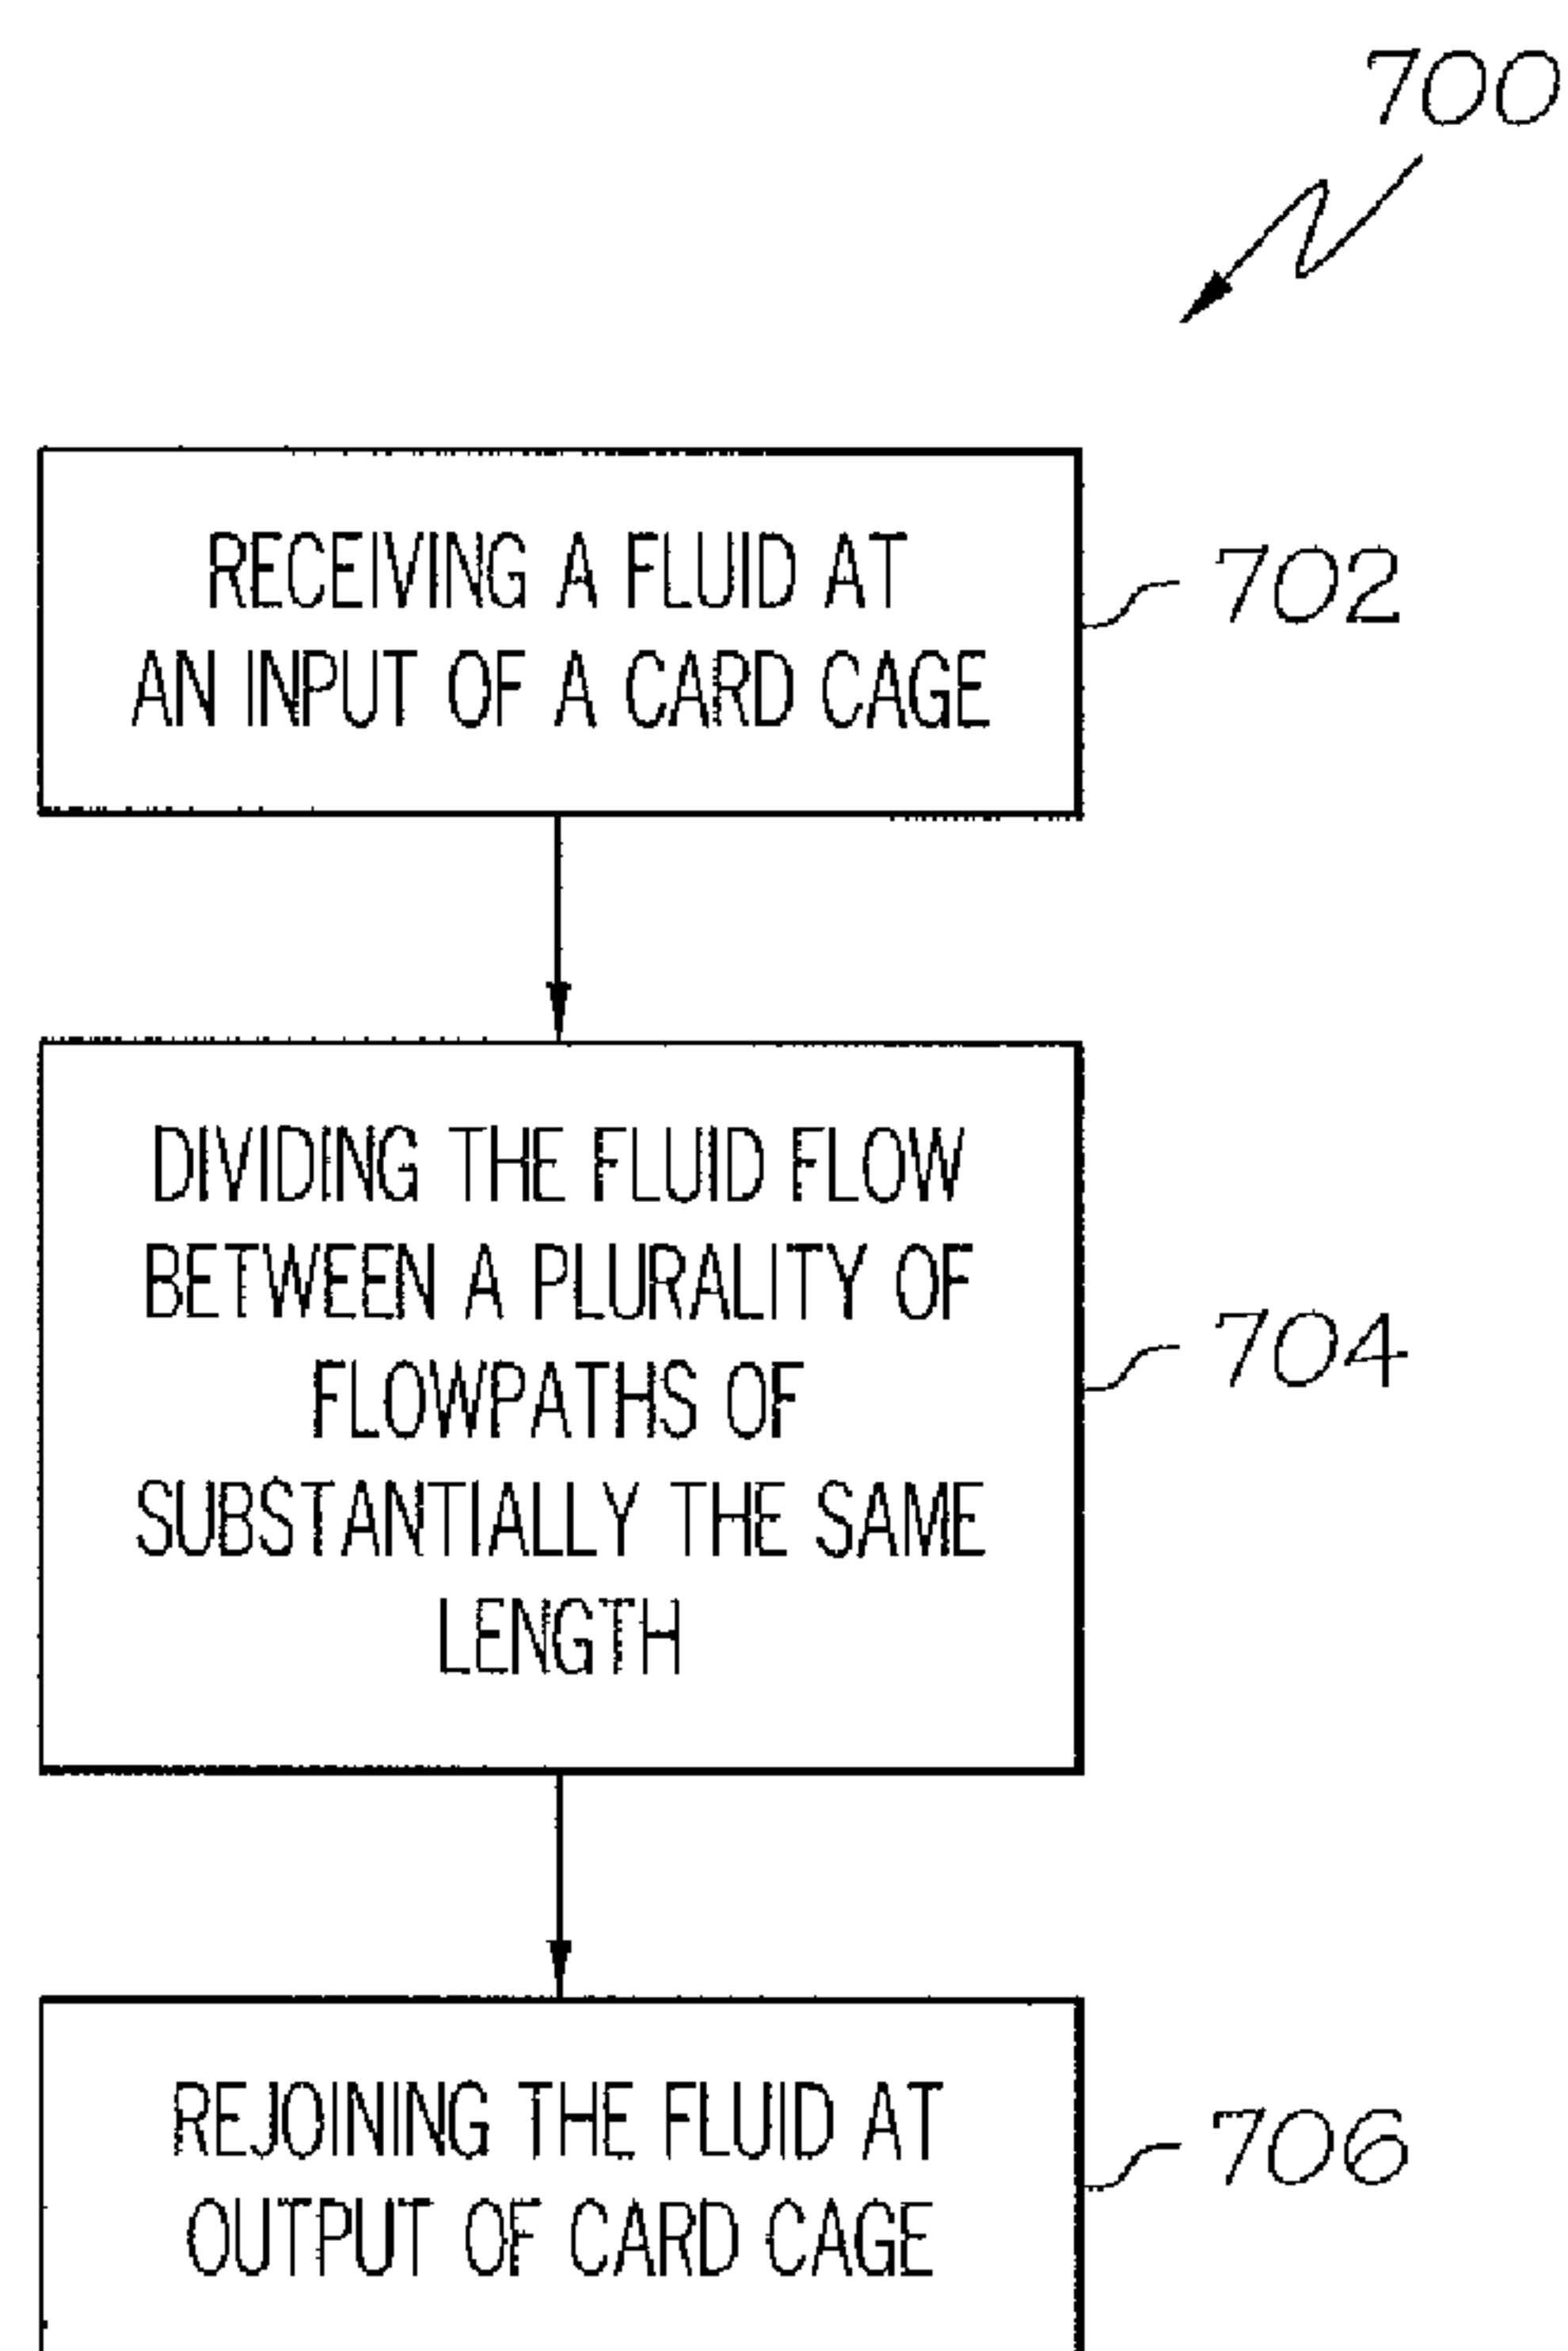 700
RECEIVING A FLUID AT
AN INPUT OF A CARD CAGE
702
DIVIDING THE FLUID FLOW
BETWEEN A PLURALITY OF
FLOWPATHS OF
SUBSTANTIALLY THE SAME
LENGTH
704
REJOINING THE FLUID AT
OUTPUT OF CARD CAGE
706